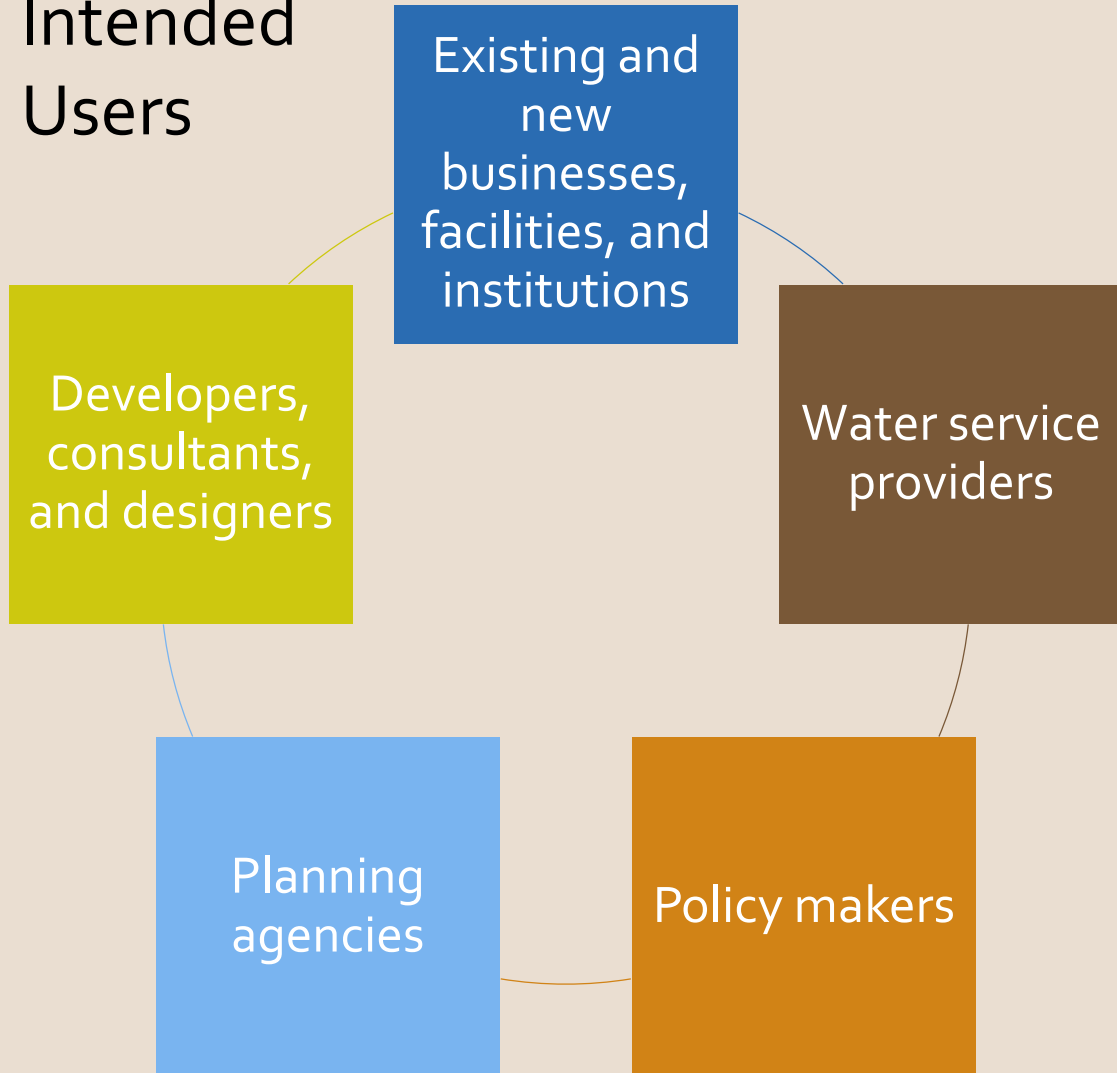 Intended
Users
Existing and
new
businesses,
facilities, and
institutions
Water service
providers
Policy makers
Planning
agencies
Developers,
consultants,
and designers